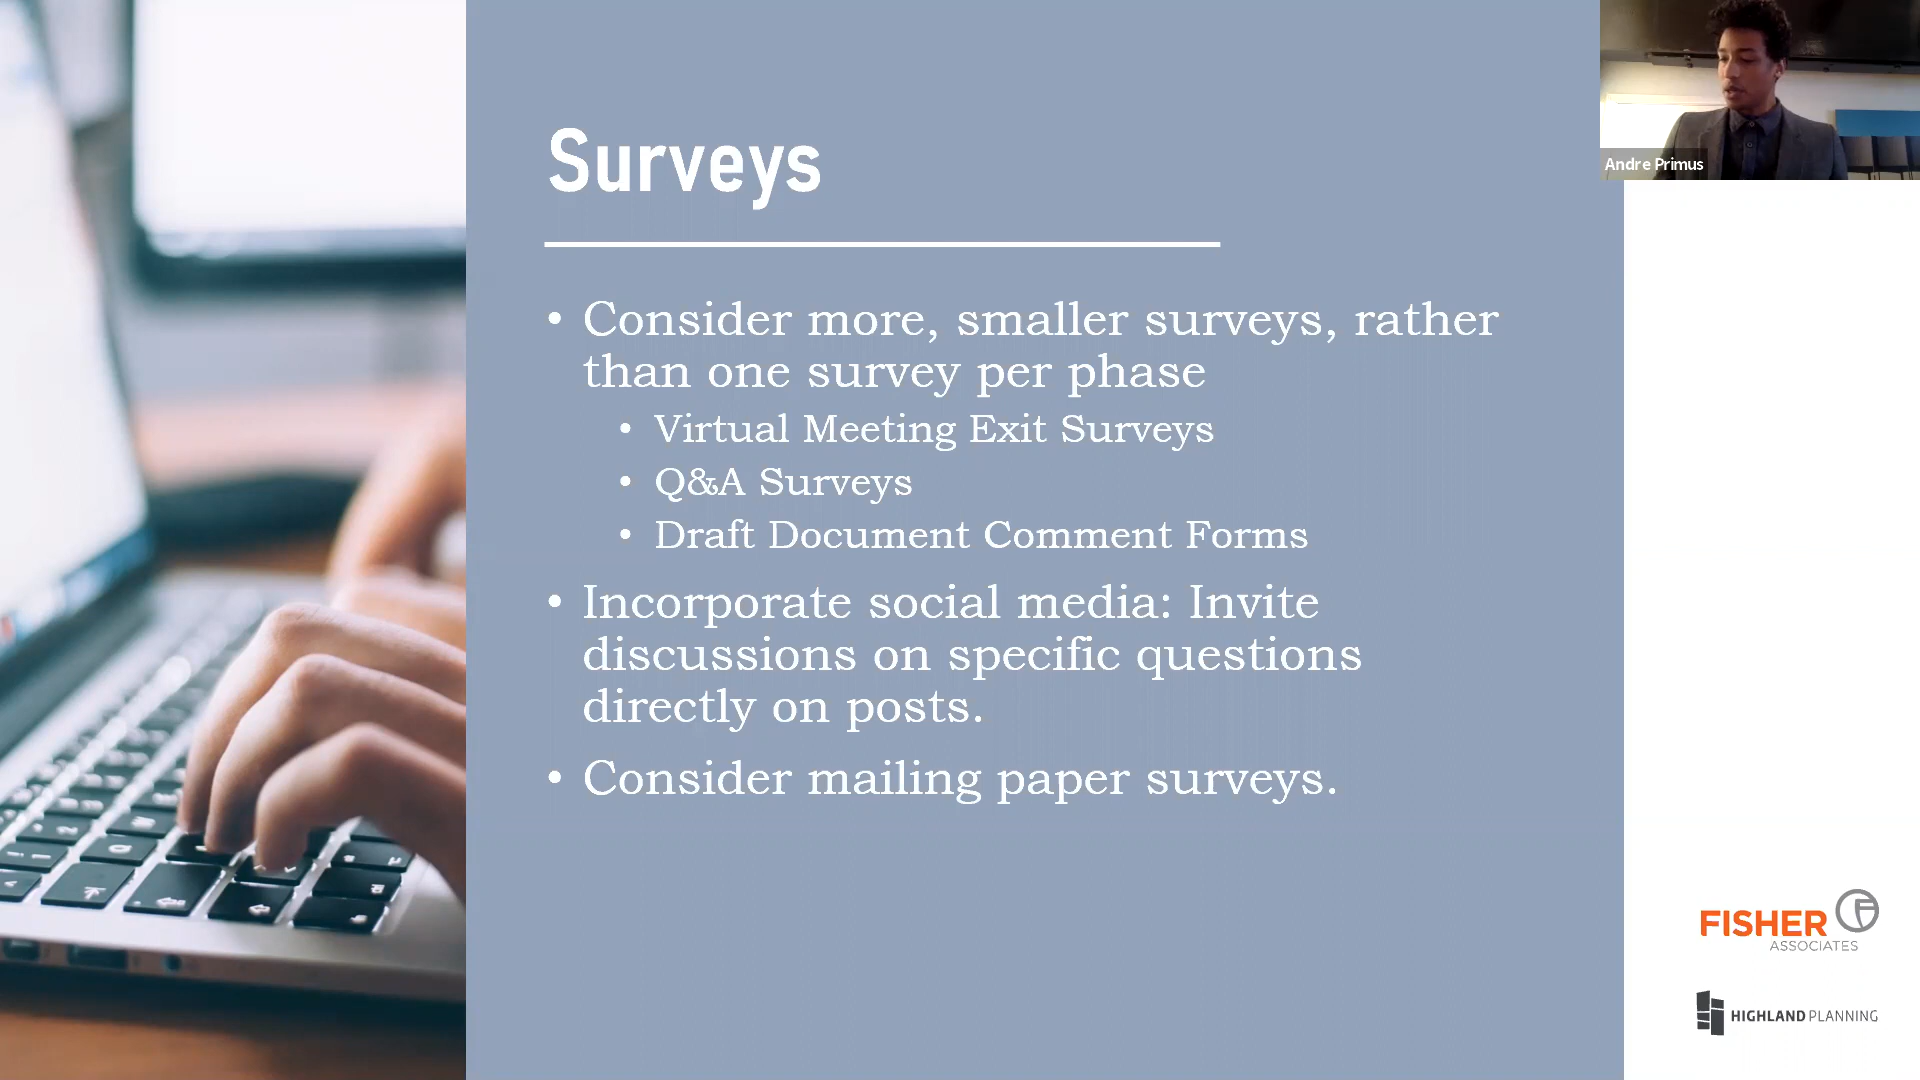 Surveys
• Consider more, smaller surveys, rather
than one survey per phase
• Virtual Meeting Exit Surveys
• Q&A Surveys
• Draft Document Comment Forms
• Incorporate social media: Invite
discussions on specific questions
directly on posts.
• Consider mailing paper surveys.
Andre Primus
FISHER
ASSOCIATES
HIGHLAND PLANNING